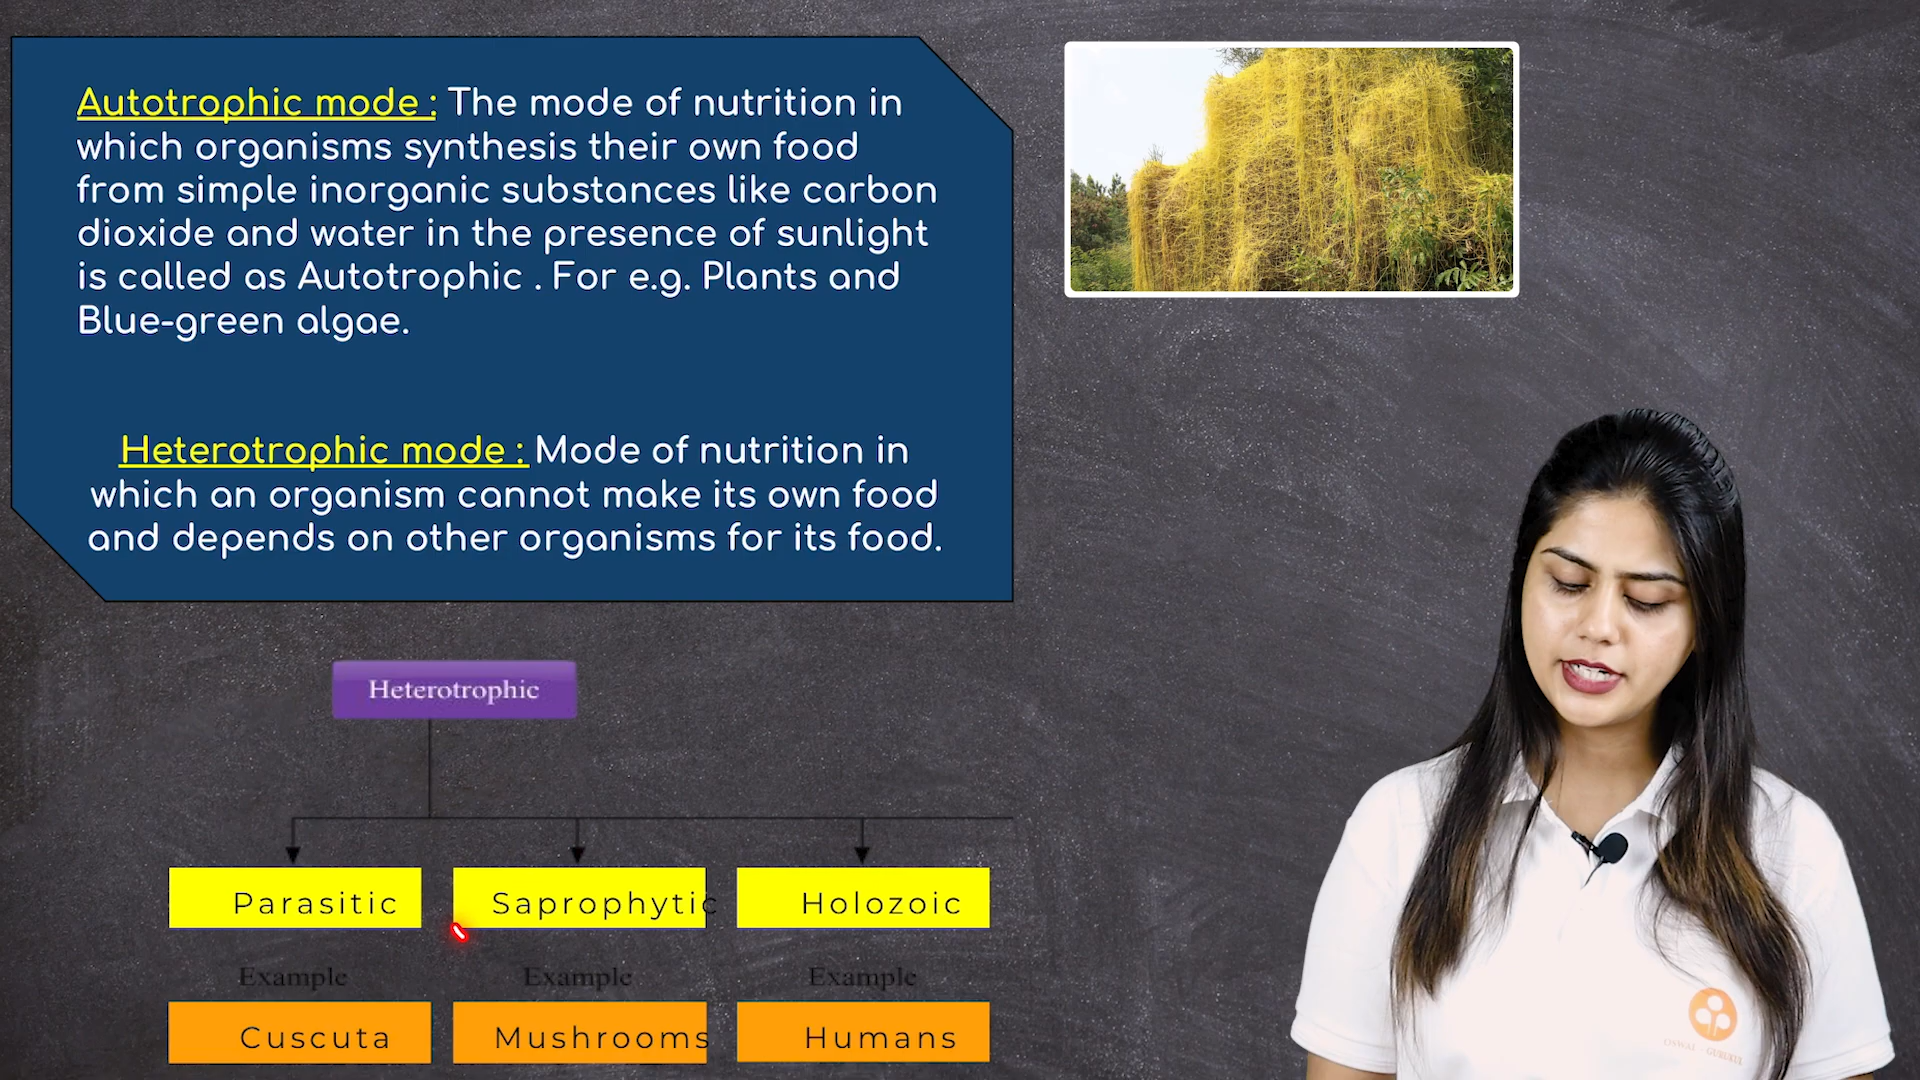 Autotrophic mode : The mode of nutrition in
which organisms synthesis their own food
from simple inorganic substances like carbon
dioxide and water in the presence of sunlight
is called as Autotrophic . For e.g. Plants and
Blue-green algae.
Heterotrophic mode : Mode of nutrition in
which an organism cannot make its own food
and depends on other organisms for its food.
Heterotrophic
Parasitic
Saprophytic
Holozoic
Example
Example
Example
Cuscuta
Mushrooms
Humans
OSWAL - GURUKUL